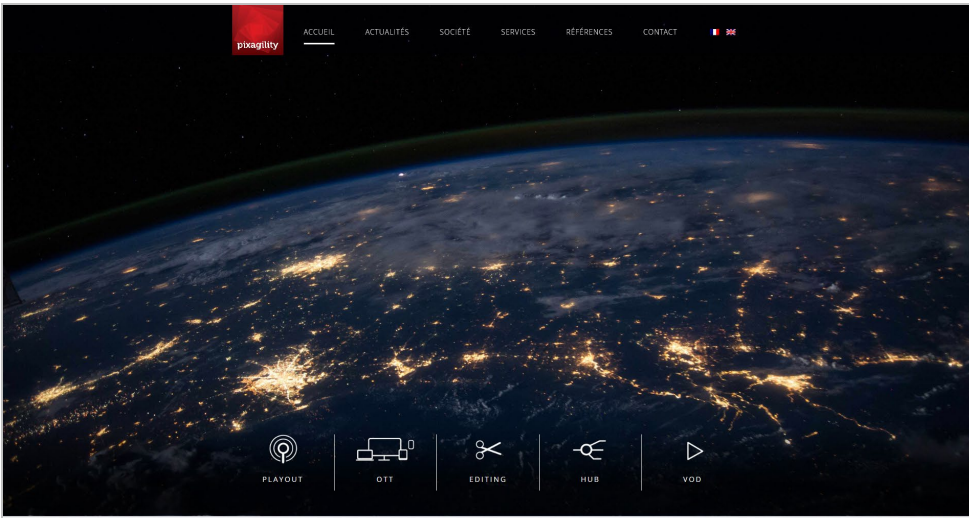 pixagility
ACCUEIL
ACTUALITÉS
SOCIÉTÉ
SERVICES
RÉFÉRENCES
CONTACT
PLAYOUT
OTT
EDITING
HUB
VOD